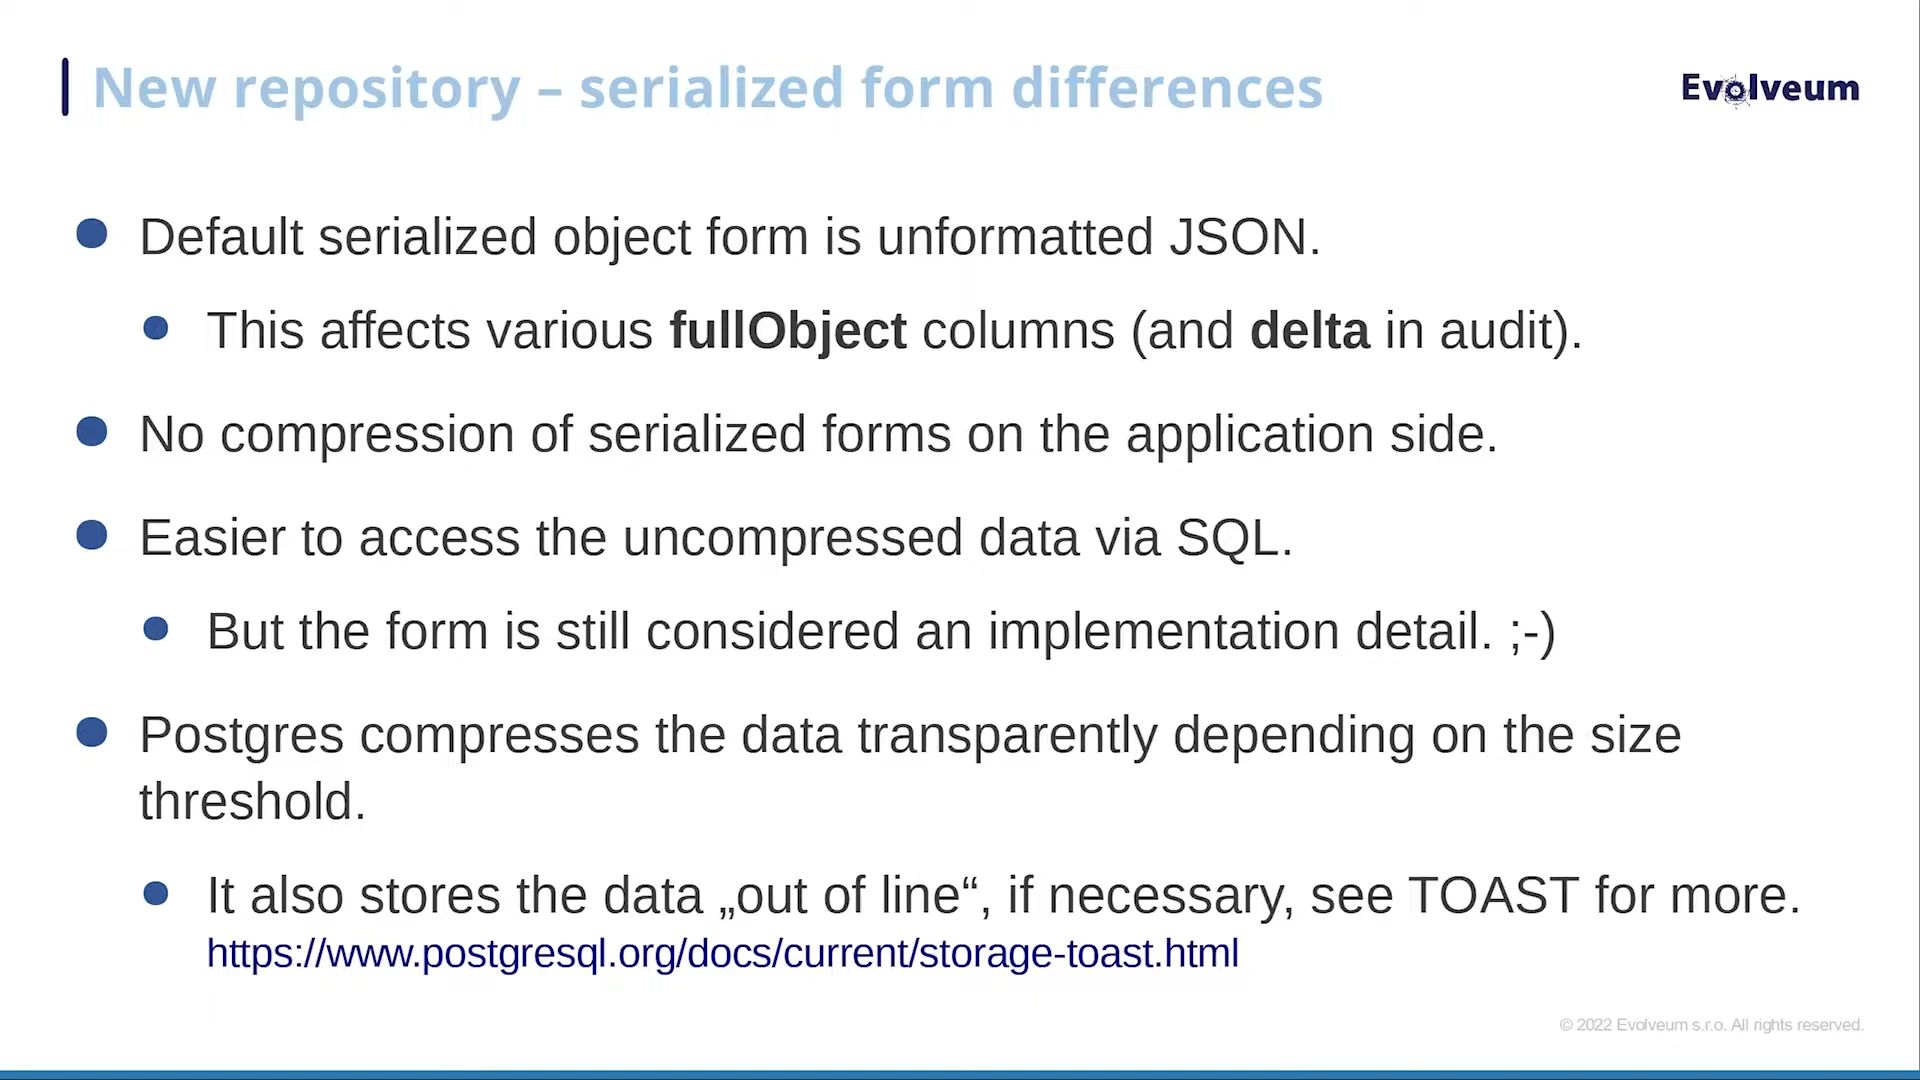 New repository – serialized form differences
Evolveum
Default serialized object form is unformatted JSON.
This affects various fullObject columns (and delta in audit).
No compression of serialized forms on the application side.
Easier to access the uncompressed data via SQL.
But the form is still considered an implementation detail. ;-)
Postgres compresses the data transparently depending on the size
threshold.
It also stores the data „out of line“, if necessary, see TOAST for more.
https://www.postgresql.org/docs/current/storage-toast.html
© 2022 Evolveum s.r.o. All rights reserved.